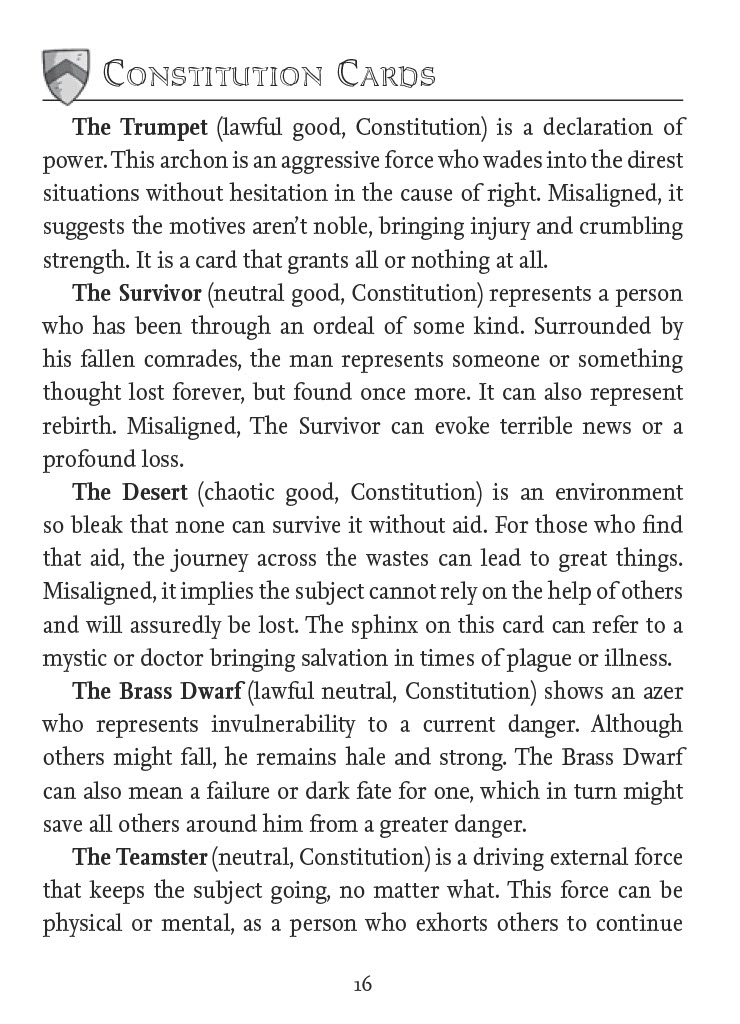 Constitution Cards
The Trumpet (lawful good, Constitution) is a declaration of
power. This archon is an aggressive force who wades into the direst
situations without hesitation in the cause of right. Misaligned, it
suggests the motives aren’t noble, bringing injury and crumbling
strength. It is a card that grants all or nothing at all.
The Survivor (neutral good, Constitution) represents a person
who has been through an ordeal of some kind. Surrounded by
his fallen comrades, the man represents someone or something
thought lost forever, but found once more. It can also represent
rebirth. Misaligned, The Survivor can evoke terrible news or a
profound loss.
The Desert (chaotic good, Constitution) is an environment
so bleak that none can survive it without aid. For those who find
that aid, the journey across the wastes can lead to great things.
Misaligned, it implies the subject cannot rely on the help of others
and will assuredly be lost. The sphinx on this card can refer to a
mystic or doctor bringing salvation in times of plague or illness.
The Brass Dwarf (lawful neutral, Constitution) shows an azer
who represents invulnerability to a current danger. Although
others might fall, he remains hale and strong. The Brass Dwarf
can also mean a failure or dark fate for one, which in turn might
save all others around him from a greater danger.
The Teamster (neutral, Constitution) is a driving external force
that keeps the subject going, no matter what. This force can be
physical or mental, as a person who exhorts others to continue
16